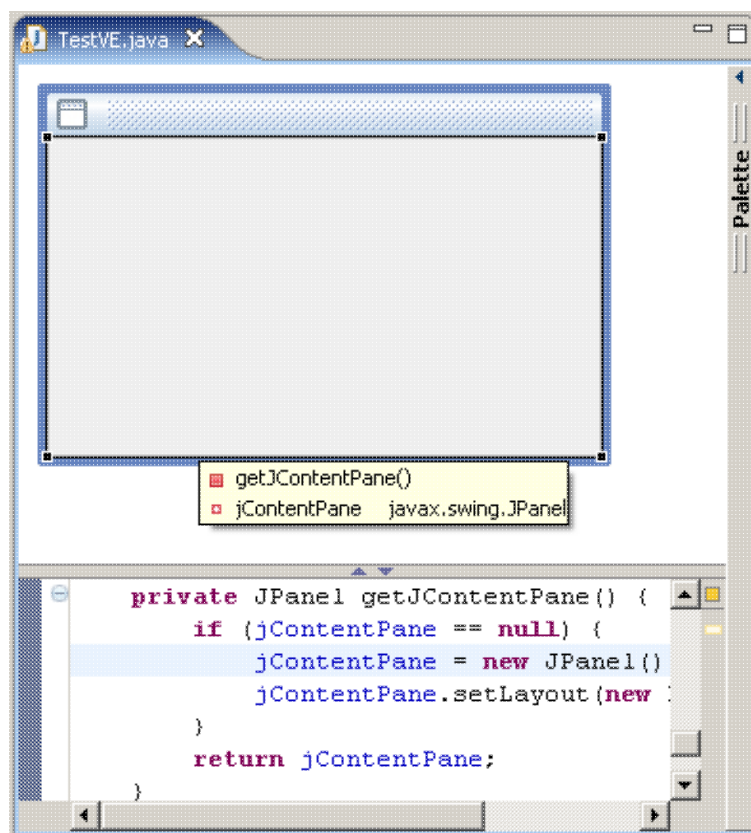 TestVE.java
Palette
getJContentPane()
jContentPane javax.swing.JPanel
private JPanel getJContentPane() {
if (jContentPane == null) {
jContentPane = new JPanel()
jContentPane.setLayout(new
}
return jContentPane;
}